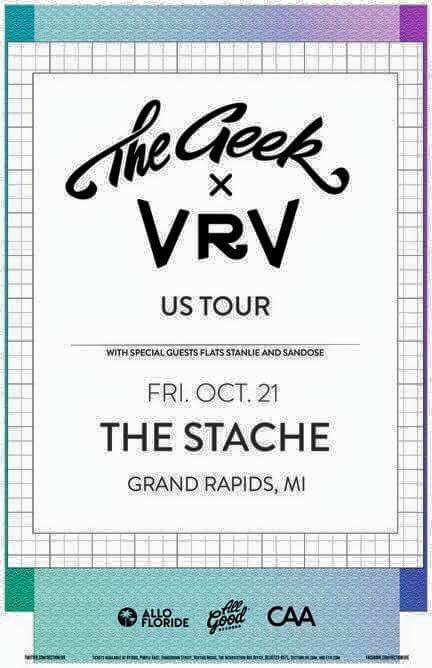 The Geek
x
VRV
US TOUR
WITH SPECIAL GUESTS FLATS STANLIE AND SANDOSE
FRI. OCT. 21
THE STACHE
GRAND RAPIDS, MI
ALLO FLORIDE
All Good RECORDS
CAA